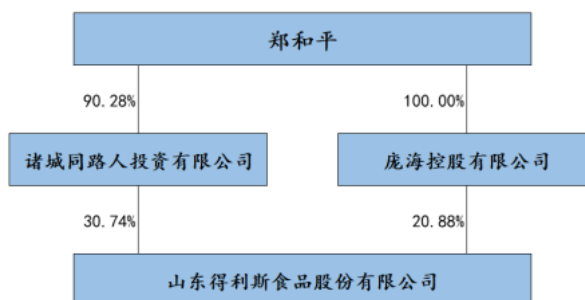 郑和平
90.28%
100.00%
诸城同路人投资有限公司
庞海控股有限公司
30.74%
20.88%
山东得利斯食品股份有限公司